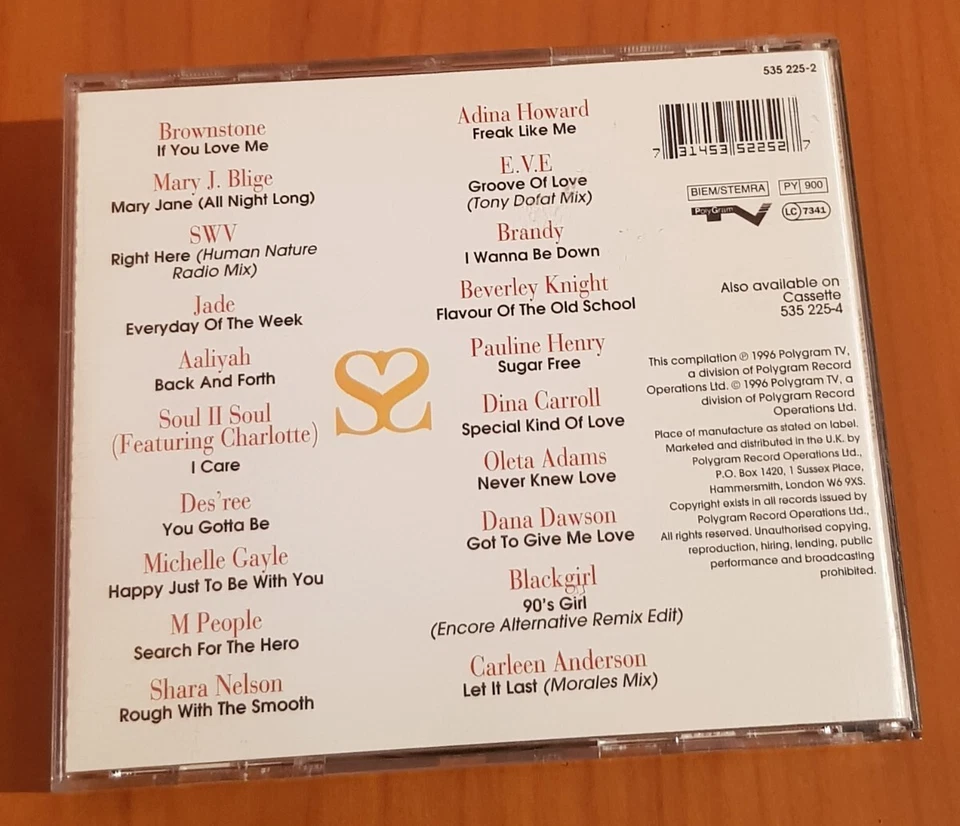 Brownstone
If You Love Me
Mary J. Blige
Mary Jane (All Night Long)
SWV
Right Here (Human Nature
Radio Mix)
Jade
Everyday Of The Week
Aaliyah
Back And Forth
Soul II Soul
(Featuring Charlotte)
I Care
Des'ree
You Gotta Be
Michelle Gayle
Happy Just To Be With You
M People
Search For The Hero
Shara Nelson
Rough With The Smooth
SS
Adina Howard
Freak Like Me
E.V.E
Groove Of Love
(Tony Dofat Mix)
Brandy
I Wanna Be Down
Beverley Knight
Flavour Of The Old School
Pauline Henry
Sugar Free
Dina Carroll
Special Kind Of Love
Oleta Adams
Never Knew Love
Dana Dawson
Got To Give Me Love
Blackgirl
90's Girl
(Encore Alternative Remix Edit)
Carleen Anderson
Let It Last (Morales Mix)
535 225-2
7 31453 52252 7
BIEM/STEMRA
PY 900
PolyGram TV
LC 7341
Also available on
Cassette
535 225-4
This compilation ℗ 1996 Polygram TV,
a division of Polygram Record
Operations Ltd. © 1996 Polygram TV, a
division of Polygram Record
Operations Ltd.
Place of manufacture as stated on label.
Marketed and distributed in the U.K. by
Polygram Record Operations Ltd.,
P.O. Box 1420, 1 Sussex Place,
Hammersmith, London W6 9XS.
Copyright exists in all records issued by
Polygram Record Operations Ltd.,
All rights reserved. Unauthorised copying,
reproduction, hiring, lending, public
performance and broadcasting
prohibited.